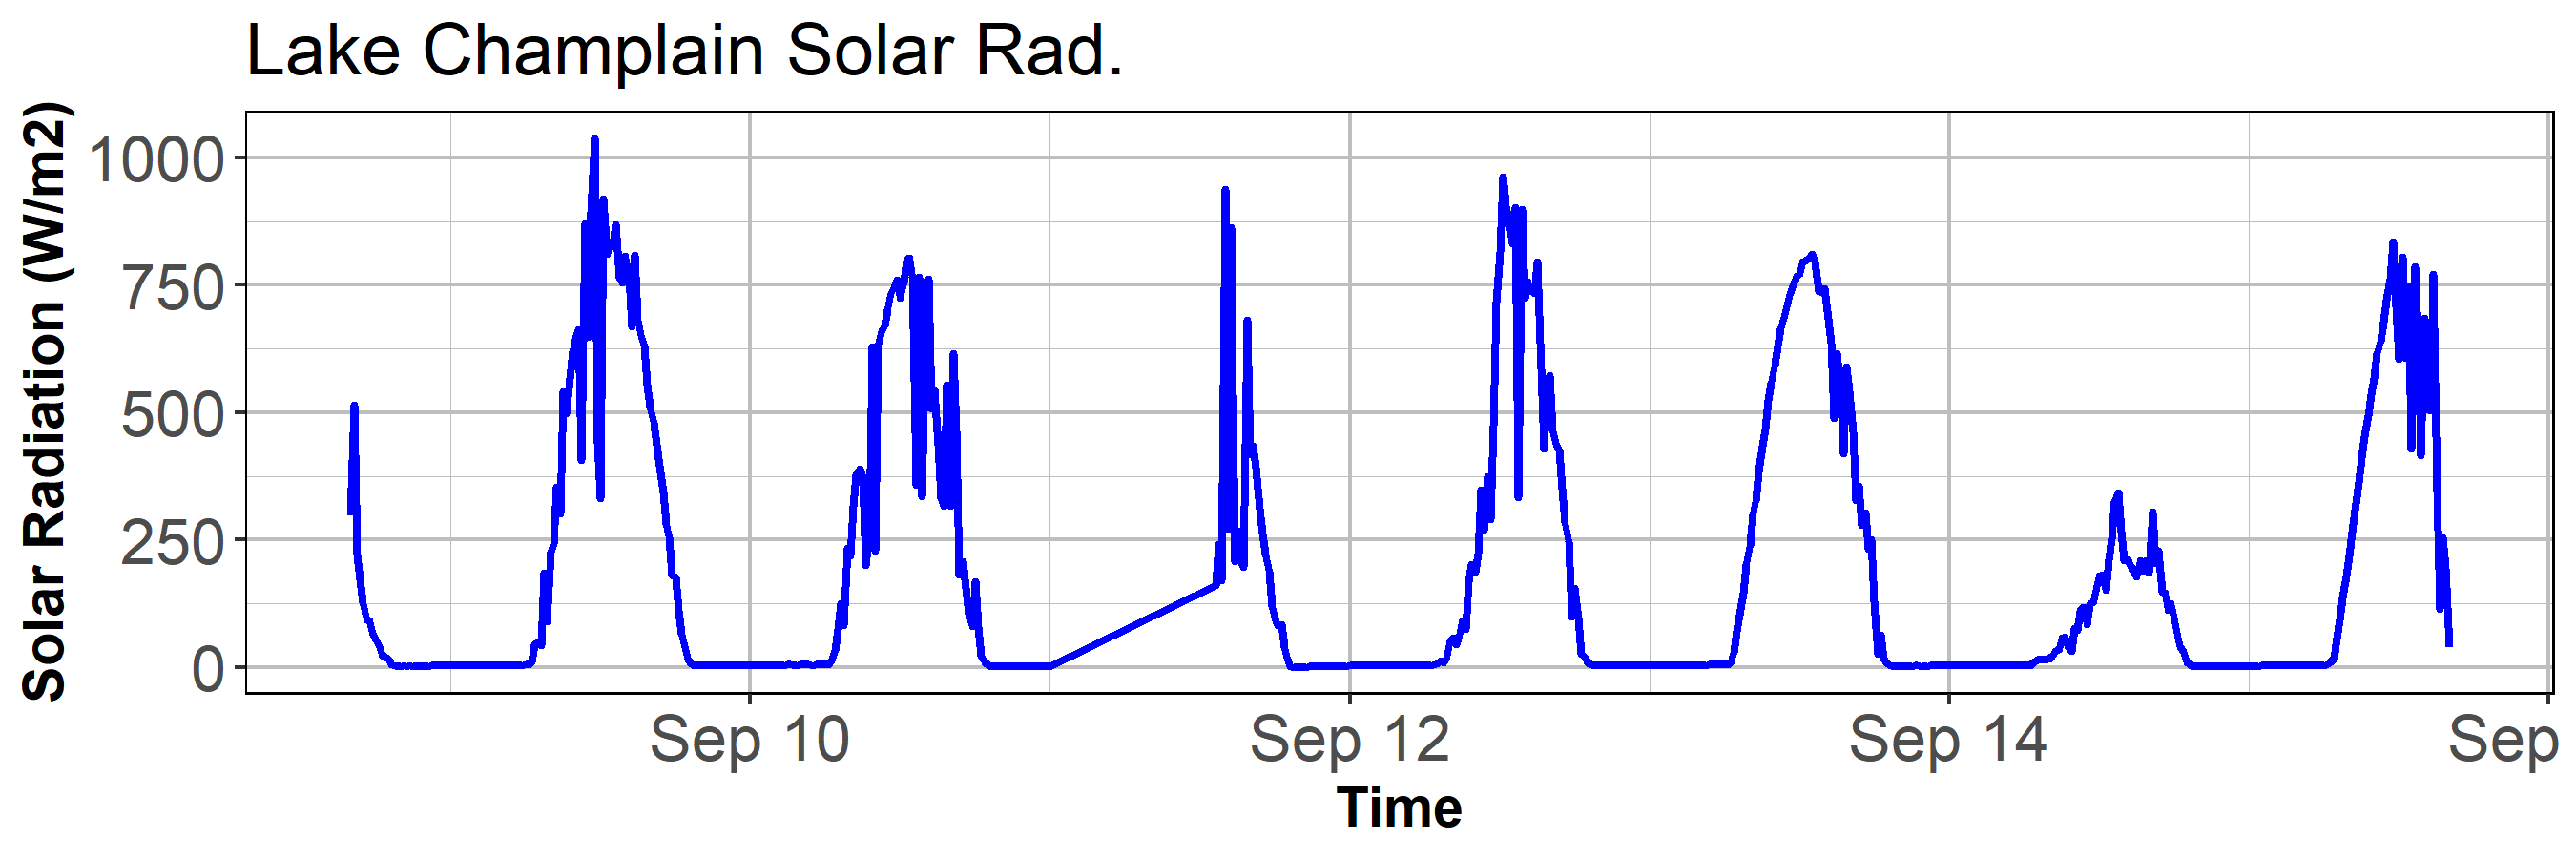 Lake Champlain Solar Rad.
Solar Radiation (W/m2)
1000
750
500
250
0
Sep 10
Sep 12
Sep 14
Sep
Time